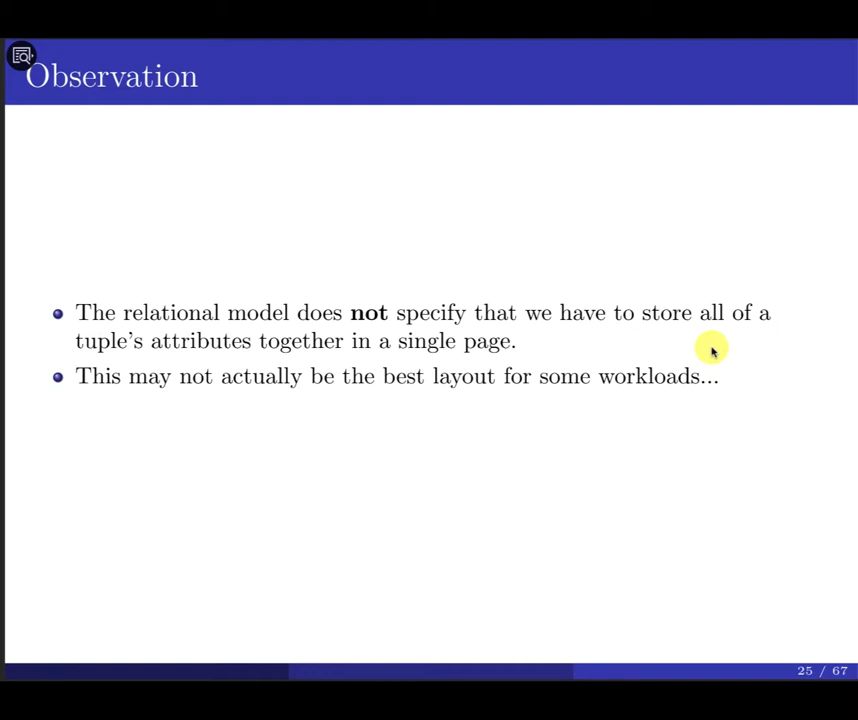 Observation
The relational model does not specify that we have to store all of a
tuple's attributes together in a single page.
This may not actually be the best layout for some workloads...
25 / 67